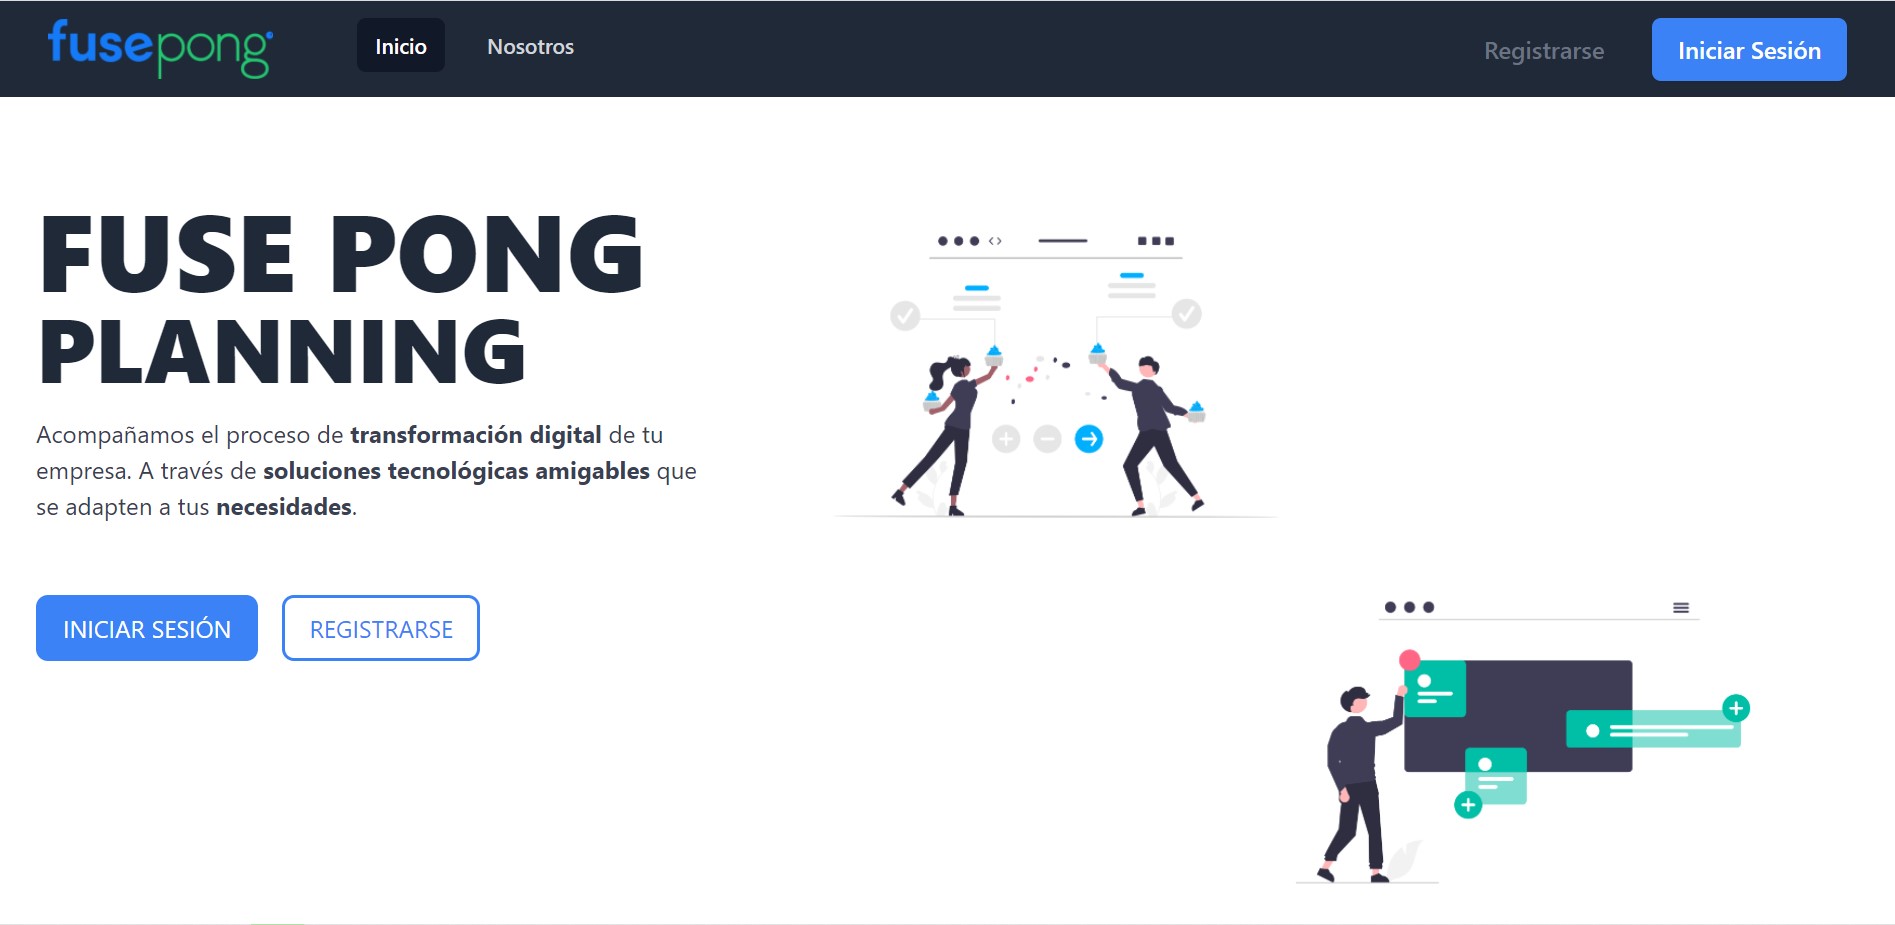 fusepong
Inicio
Nosotros
Registrarse
Iniciar Sesión
FUSE PONG
PLANNING
Acompañamos el proceso de transformación digital de tu
empresa. A través de soluciones tecnológicas amigables que
se adapten a tus necesidades.
INICIAR SESIÓN
REGISTRARSE